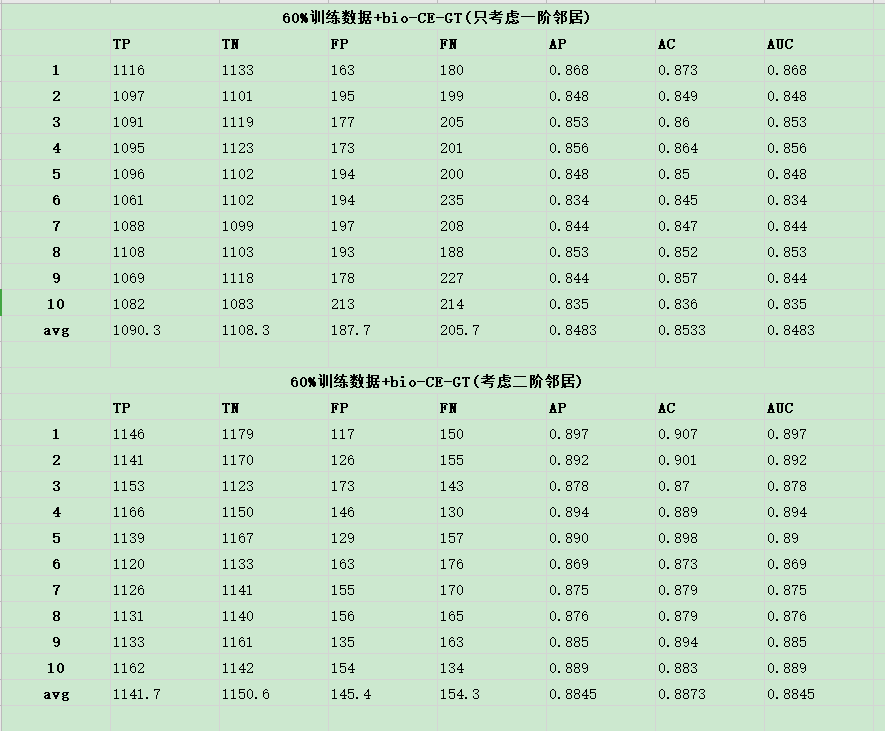 60%训练数据+bio-CE-GT(只考虑一阶邻居)
TP TN FP FN AP AC AUC
1 1116 1133 163 180 0.868 0.873 0.868
2 1097 1101 195 199 0.848 0.849 0.848
3 1091 1119 177 205 0.853 0.86 0.853
4 1095 1123 173 201 0.856 0.864 0.856
5 1096 1102 194 200 0.848 0.85 0.848
6 1061 1102 194 235 0.834 0.845 0.834
7 1088 1099 197 208 0.844 0.847 0.844
8 1108 1103 193 188 0.853 0.852 0.853
9 1069 1118 178 227 0.844 0.857 0.844
10 1082 1083 213 214 0.835 0.836 0.835
avg 1090.3 1108.3 187.7 205.7 0.8483 0.8533 0.8483
60%训练数据+bio-CE-GT(考虑二阶邻居)
TP TN FP FN AP AC AUC
1 1146 1179 117 150 0.897 0.907 0.897
2 1141 1170 126 155 0.892 0.901 0.892
3 1153 1123 173 143 0.878 0.87 0.878
4 1166 1150 146 130 0.894 0.889 0.894
5 1139 1167 129 157 0.890 0.898 0.89
6 1120 1133 163 176 0.869 0.873 0.869
7 1126 1141 155 170 0.875 0.879 0.875
8 1131 1140 156 165 0.876 0.879 0.876
9 1133 1161 135 163 0.885 0.894 0.885
10 1162 1142 154 134 0.889 0.883 0.889
avg 1141.7 1150.6 145.4 154.3 0.8845 0.8873 0.8845